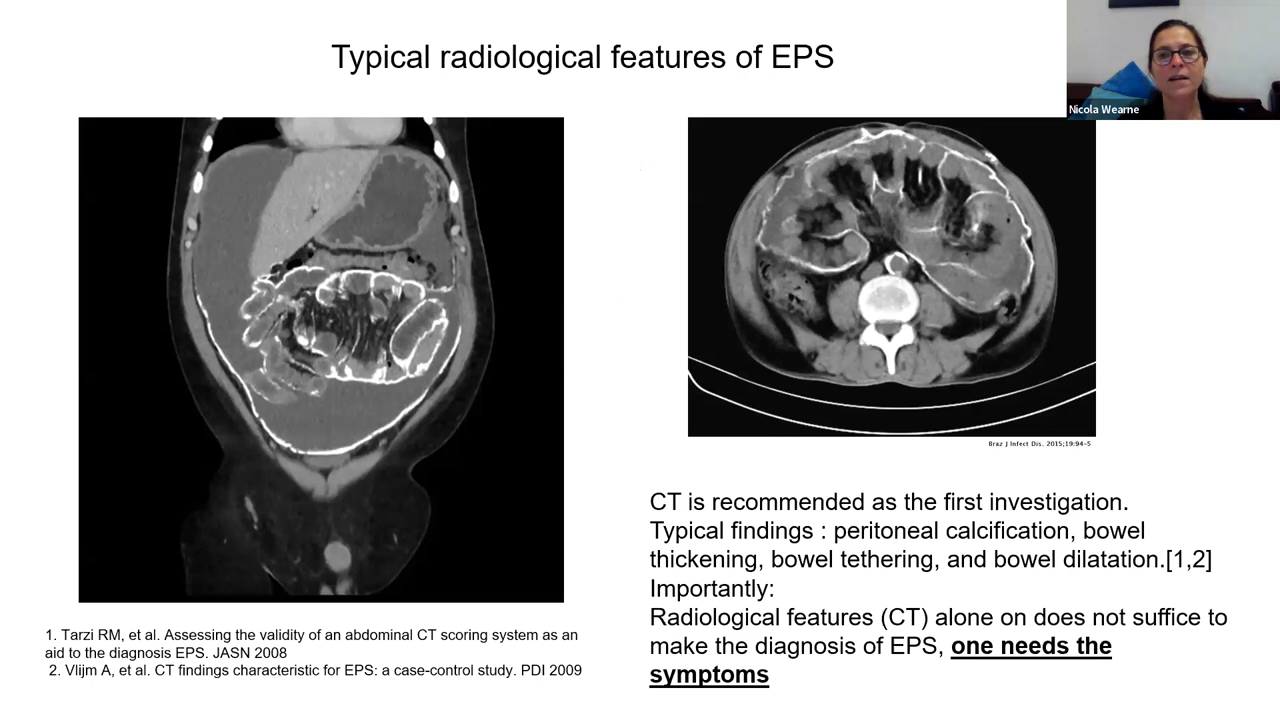 Typical radiological features of EPS
Nicola Wearne
Braz J Infect Dis. 2015;19:94-5
CT is recommended as the first investigation.
Typical findings : peritoneal calcification, bowel
thickening, bowel tethering, and bowel dilatation.[1,2]
Importantly:
Radiological features (CT) alone on does not suffice to
make the diagnosis of EPS, one needs the
symptoms
1. Tarzi RM, et al. Assessing the validity of an abdominal CT scoring system as an
aid to the diagnosis EPS. JASN 2008
2. Vlijm A, et al. CT findings characteristic for EPS: a case-control study. PDI 2009